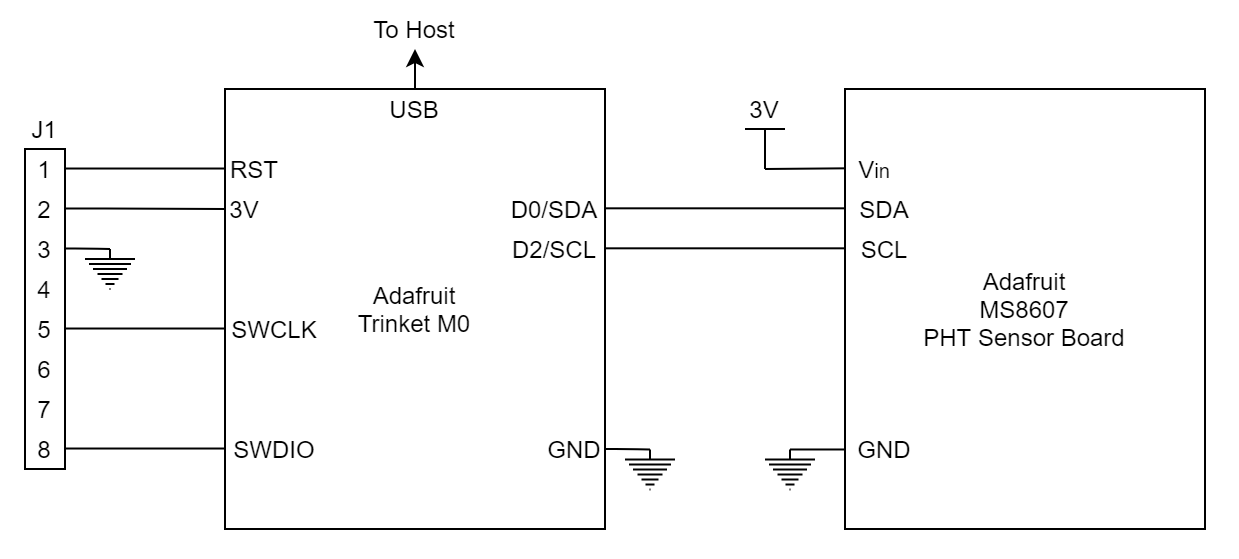 To Host
USB
J1
1
2
3
4
5
6
7
8
RST
3V
SWCLK
SWDIO
D0/SDA
D2/SCL
GND
Adafruit
Trinket M0
3V
Vin
SDA
SCL
GND
Adafruit
MS8607
PHT Sensor Board